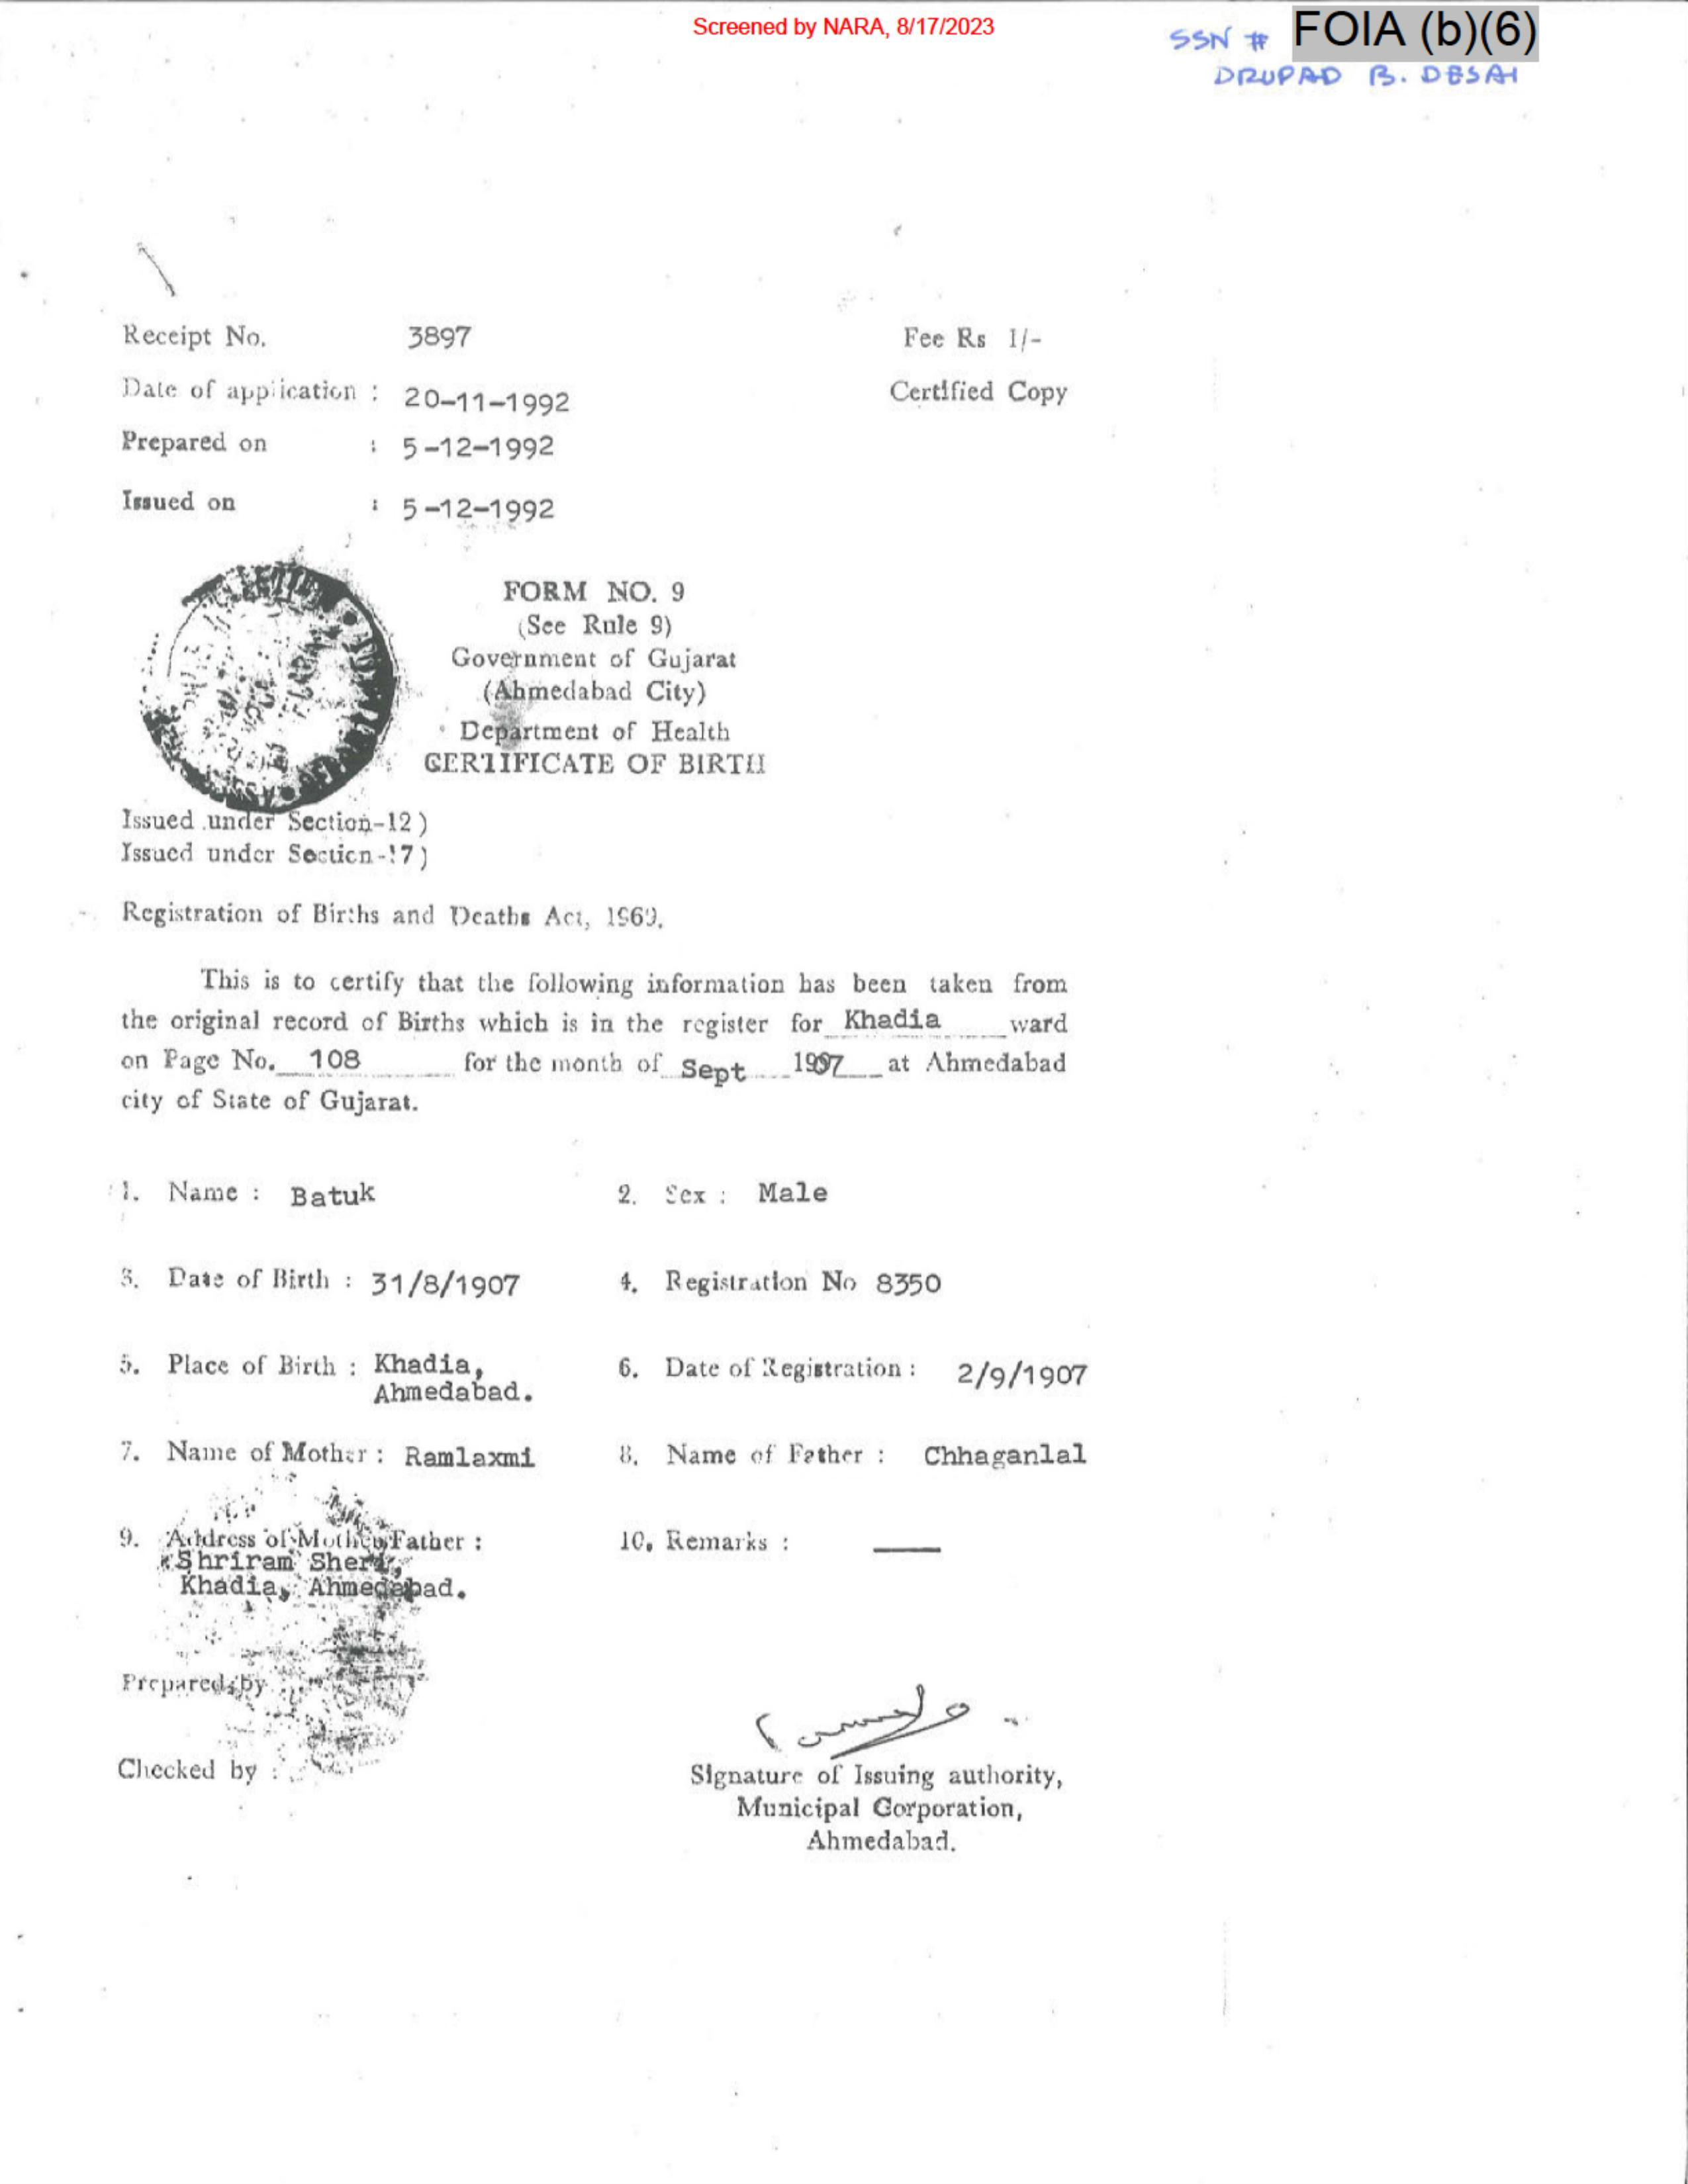 Screened by NARA, 8/17/2023
SSN # FOIA (b)(6)
DRUPAD B. DESAI
Receipt No. 3897 Fee Rs 1/-
Date of application : 20-11-1992 Certified Copy
Prepared on : 5-12-1992
Issued on : 5-12-1992
FORM NO. 9
(See Rule 9)
Government of Gujarat
(Ahmedabad City)
Department of Health
CERTIFICATE OF BIRTH
Issued under Section-12)
Issued under Section-17)
Registration of Births and Deaths Act, 1969.
This is to certify that the following information has been taken from
the original record of Births which is in the register for Khadia ward
on Page No. 108 for the month of Sept at Ahmedabad
city of State of Gujarat.
1. Name : Batuk 2. Sex : Male
3. Date of Birth : 31/8/1907 4. Registration No 8350
5. Place of Birth : Khadia, 6. Date of Registration : 2/9/1907
Ahmedabad.
7. Name of Mother : Ramlaxmi 8. Name of Father : Chhaganlal
9. Address of Mother/Father : 10. Remarks :
Shriram
Khadia, Ahmedabad.
Prepared by
Checked by :
Signature of Issuing authority,
Municipal Corporation,
Ahmedabad.